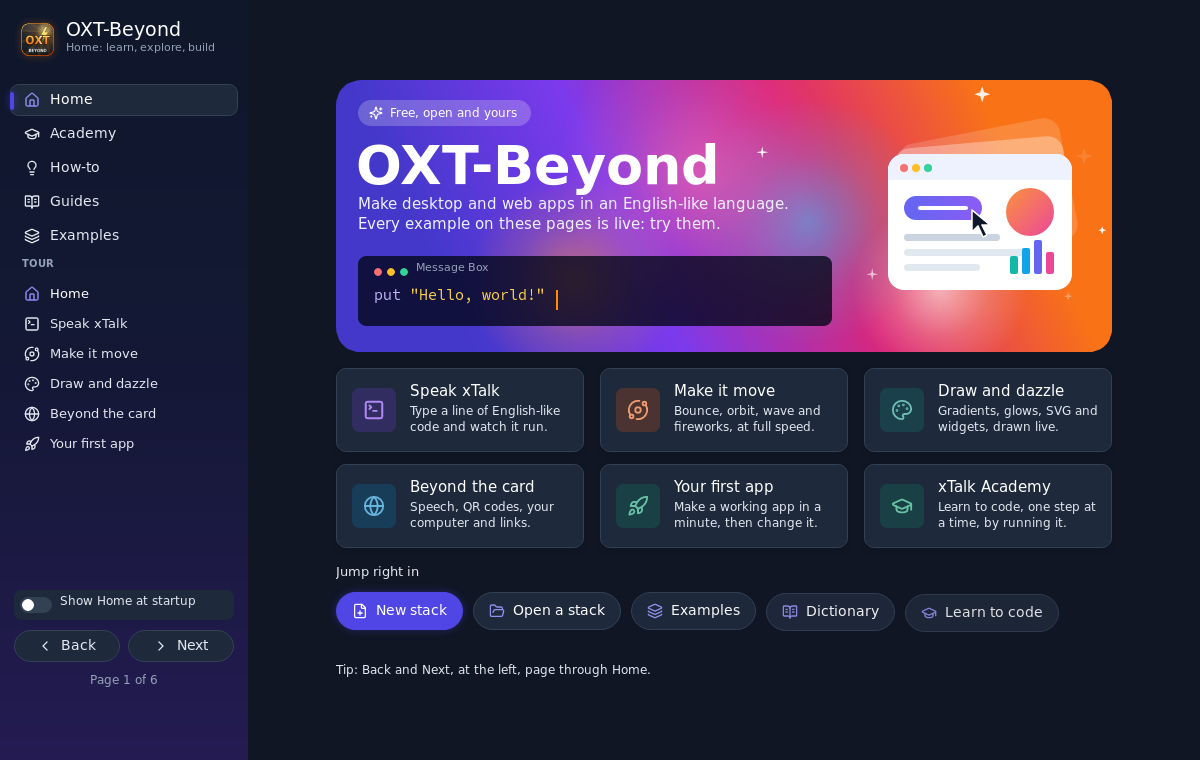 OXT
BEYOND
OXT-Beyond
Home: learn, explore, build
Home
Academy
How-to
Guides
Examples
TOUR
Home
Speak xTalk
Make it move
Draw and dazzle
Beyond the card
Your first app
Show Home at startup
Back
Next
Page 1 of 6
Free, open and yours
OXT-Beyond
Make desktop and web apps in an English-like language.
Every example on these pages is live: try them.
Message Box
put "Hello, world!"
Speak xTalk
Type a line of English-like
code and watch it run.
Make it move
Bounce, orbit, wave and
fireworks, at full speed.
Draw and dazzle
Gradients, glows, SVG and
widgets, drawn live.
Beyond the card
Speech, QR codes, your
computer and links.
Your first app
Make a working app in a
minute, then change it.
xTalk Academy
Learn to code, one step at
a time, by running it.
Jump right in
New stack
Open a stack
Examples
Dictionary
Learn to code
Tip: Back and Next, at the left, page through Home.